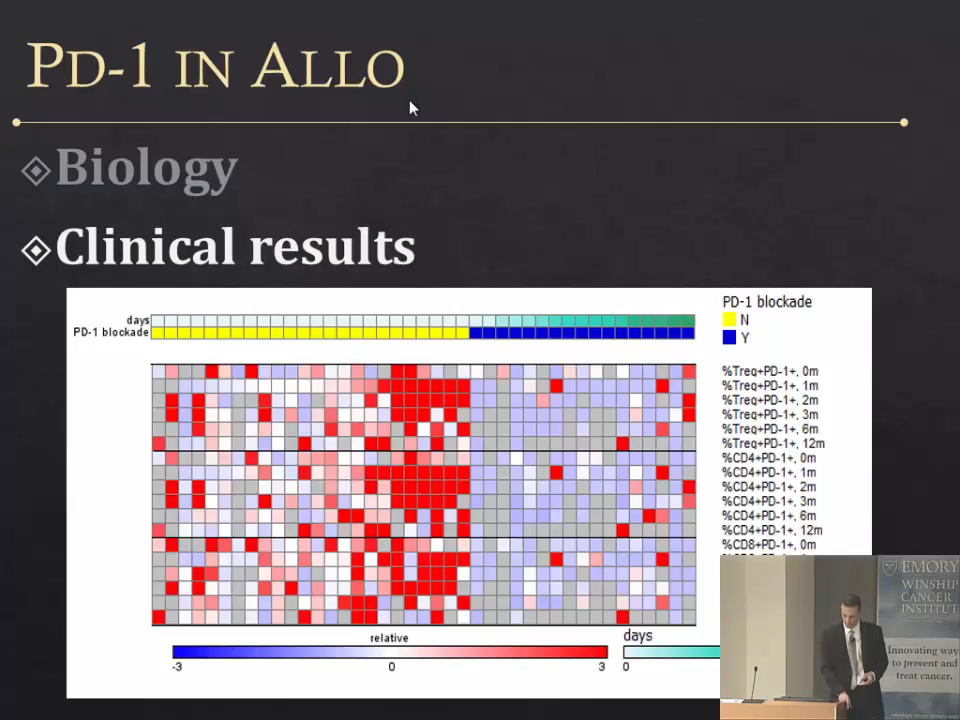 PD-1 IN ALLO
Biology
Clinical results
days
PD-1 blockade
PD-1 blockade
N
Y
%Treg+PD-1+, 0m
%Treg+PD-1+, 1m
%Treg+PD-1+, 2m
%Treg+PD-1+, 3m
%Treg+PD-1+, 6m
%Treg+PD-1+, 12m
%CD4+PD-1+, 0m
%CD4+PD-1+, 1m
%CD4+PD-1+, 2m
%CD4+PD-1+, 3m
%CD4+PD-1+, 6m
%CD4+PD-1+, 12m
%CD8+PD-1+, 0m
relative
-3
0
3
days
0
EMORY
WINSHIP
CANCER
INSTITUT
Innovating way
to prevent and
treat cancer.